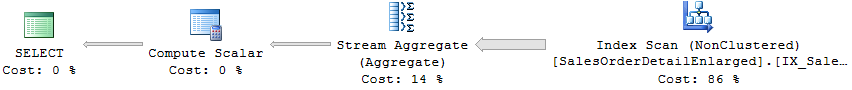 SELECT
Cost: 0 %
Compute Scalar
Cost: 0 %
Stream Aggregate
(Aggregate)
Cost: 14 %
Index Scan (NonClustered)
[SalesOrderDetailEnlarged].[IX_Sale…
Cost: 86 %